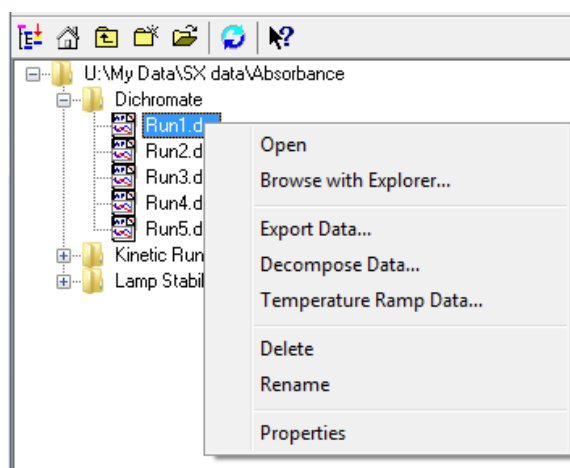 U:\My Data\SX data\Absorbance
Dichromate
Run1.d
Run2.d
Run3.d
Run4.d
Run5.d
Kinetic Run
Lamp Stabil
Open
Browse with Explorer...
Export Data...
Decompose Data...
Temperature Ramp Data...
Delete
Rename
Properties